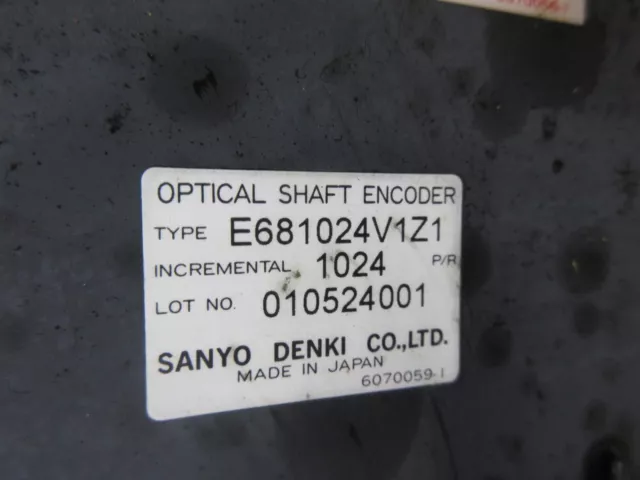 OPTICAL SHAFT ENCODER
TYPE E681024V1Z1
INCREMENTAL 1024 P/R
LOT NO. 010524001
SANYO DENKI CO.,LTD.
MADE IN JAPAN
6070059-1